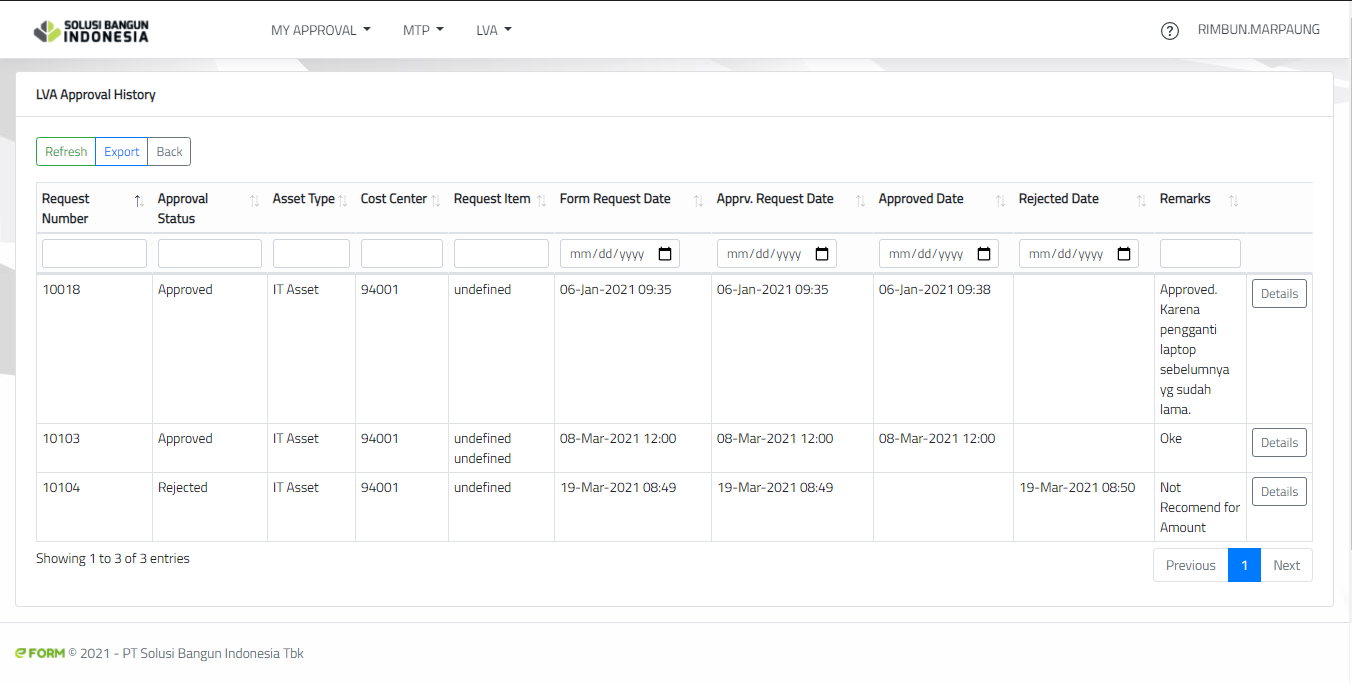 SOLUSI BANGUN
INDONESIA
MY APPROVAL MTP LVA
? RIMBUN.MARPAUNG
LVA Approval History
Refresh Export Back
Request Number Approval Status Asset Type Cost Center Request Item Form Request Date Apprv. Request Date Approved Date Rejected Date Remarks
mm/dd/yyyy mm/dd/yyyy mm/dd/yyyy mm/dd/yyyy
10018 Approved IT Asset 94001 undefined 06-Jan-2021 09:35 06-Jan-2021 09:35 06-Jan-2021 09:38 Approved. Details
Karena
pengganti
laptop
sebelumnya
yg sudah
lama.
10103 Approved IT Asset 94001 undefined 08-Mar-2021 12:00 08-Mar-2021 12:00 08-Mar-2021 12:00 Oke Details
undefined
10104 Rejected IT Asset 94001 undefined 19-Mar-2021 08:49 19-Mar-2021 08:49 19-Mar-2021 08:50 Not Details
Recomend for
Amount
Showing 1 to 3 of 3 entries
Previous 1 Next
e FORM © 2021 - PT Solusi Bangun Indonesia Tbk